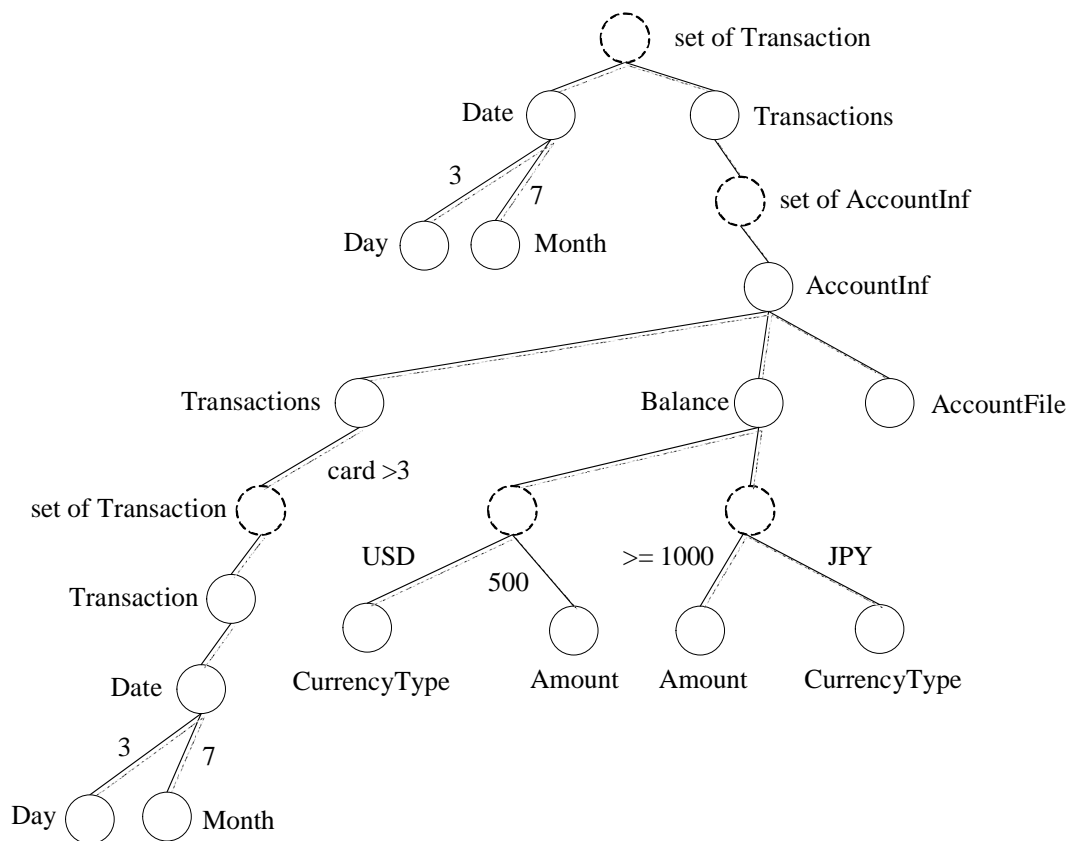 set of Transaction
Date
Transactions
3
7
set of AccountInf
Day
Month
AccountInf
Transactions
Balance
AccountFile
card >3
set of Transaction
USD
500
>= 1000
JPY
Transaction
CurrencyType
Amount
Amount
CurrencyType
Date
3
7
Day
Month